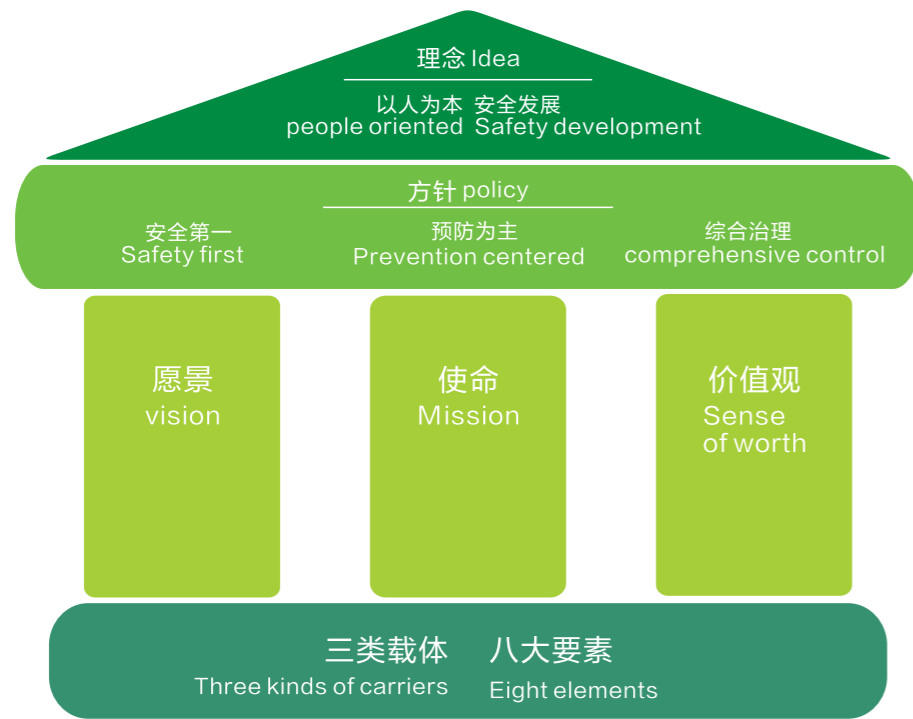 理念 Idea
以人为本 安全发展
people oriented Safety development
方针 policy
安全第一
Safety first
预防为主
Prevention centered
综合治理
comprehensive control
愿景
vision
使命
Mission
价值观
Sense
of worth
三类载体 八大要素
Three kinds of carriers Eight elements